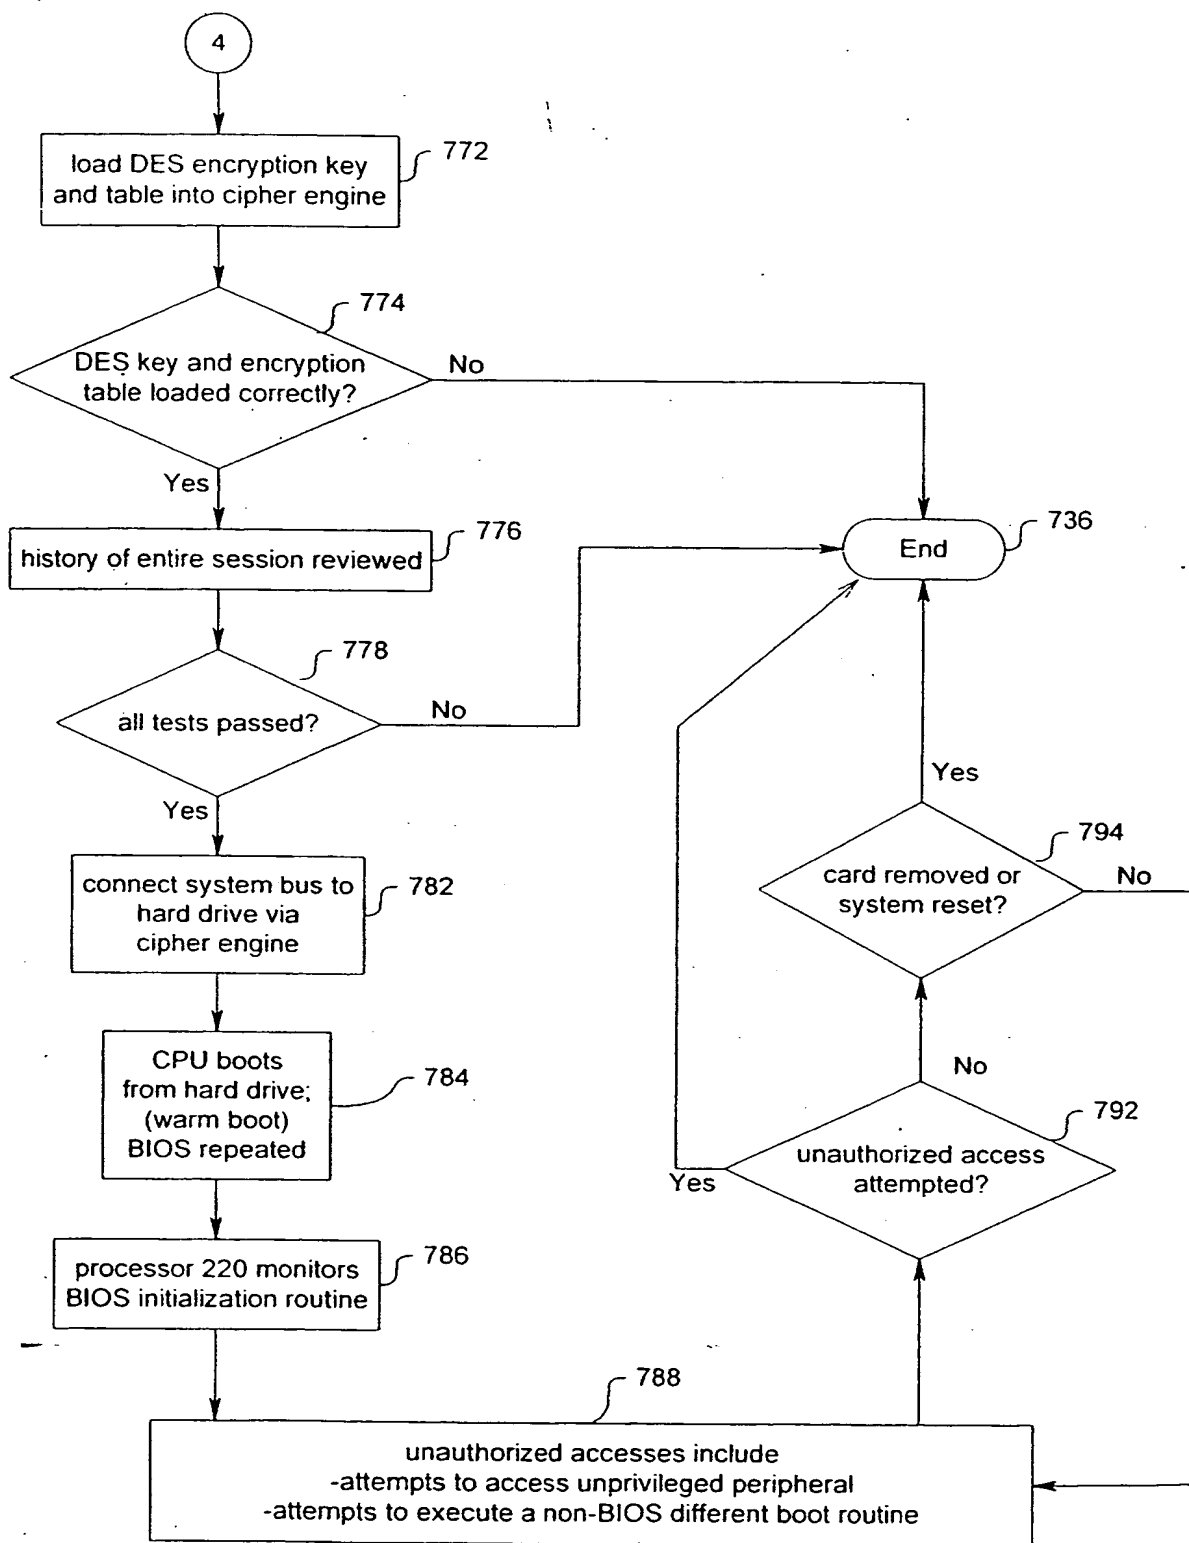 4
load DES encryption key
and table into cipher engine
772
774
DES key and encryption
table loaded correctly?
No
Yes
history of entire session reviewed
776
End
736
778
all tests passed?
No
Yes
connect system bus to
hard drive via
cipher engine
782
Yes
794
card removed or
system reset?
No
CPU boots
from hard drive;
(warm boot)
BIOS repeated
784
No
792
unauthorized access
attempted?
Yes
processor 220 monitors
BIOS initialization routine
786
788
unauthorized accesses include
-attempts to access unprivileged peripheral
-attempts to execute a non-BIOS different boot routine